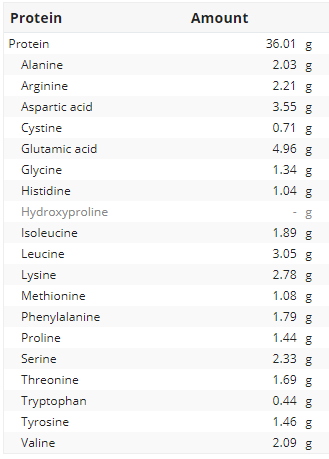 Protein Amount
Protein 36.01 g
Alanine 2.03 g
Arginine 2.21 g
Aspartic acid 3.55 g
Cystine 0.71 g
Glutamic acid 4.96 g
Glycine 1.34 g
Histidine 1.04 g
Hydroxyproline - g
Isoleucine 1.89 g
Leucine 3.05 g
Lysine 2.78 g
Methionine 1.08 g
Phenylalanine 1.79 g
Proline 1.44 g
Serine 2.33 g
Threonine 1.69 g
Tryptophan 0.44 g
Tyrosine 1.46 g
Valine 2.09 g